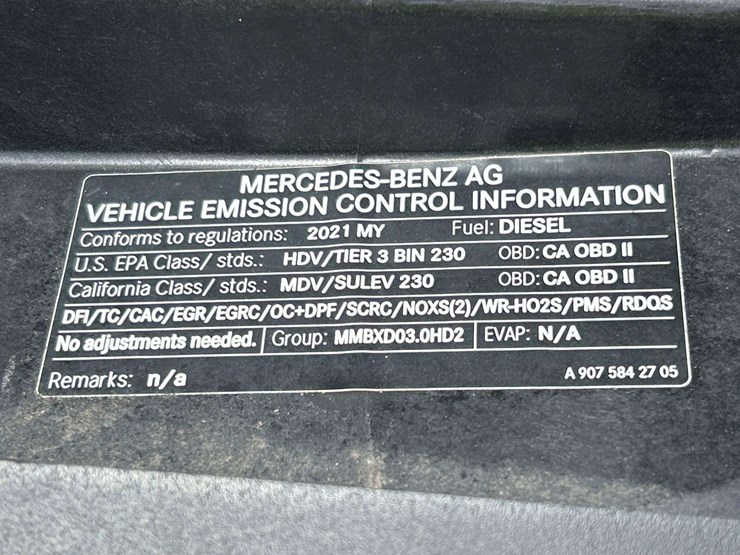 MERCEDES-BENZ AG
VEHICLE EMISSION CONTROL INFORMATION
Conforms to regulations: 2021 MY Fuel: DIESEL
U.S. EPA Class/ stds.: HDV/TIER 3 BIN 230 OBD: CA OBD II
California Class/ stds.: MDV/SULEV 230 OBD: CA OBD II
DFI/TC/CAC/EGR/EGRC/OC+DPF/SCRC/NOXS(2)/WR-HO2S/PMS/RDQS
No adjustments needed. Group: MMBXD03.0HD2 EVAP: N/A
Remarks: n/a A 907 584 27 05